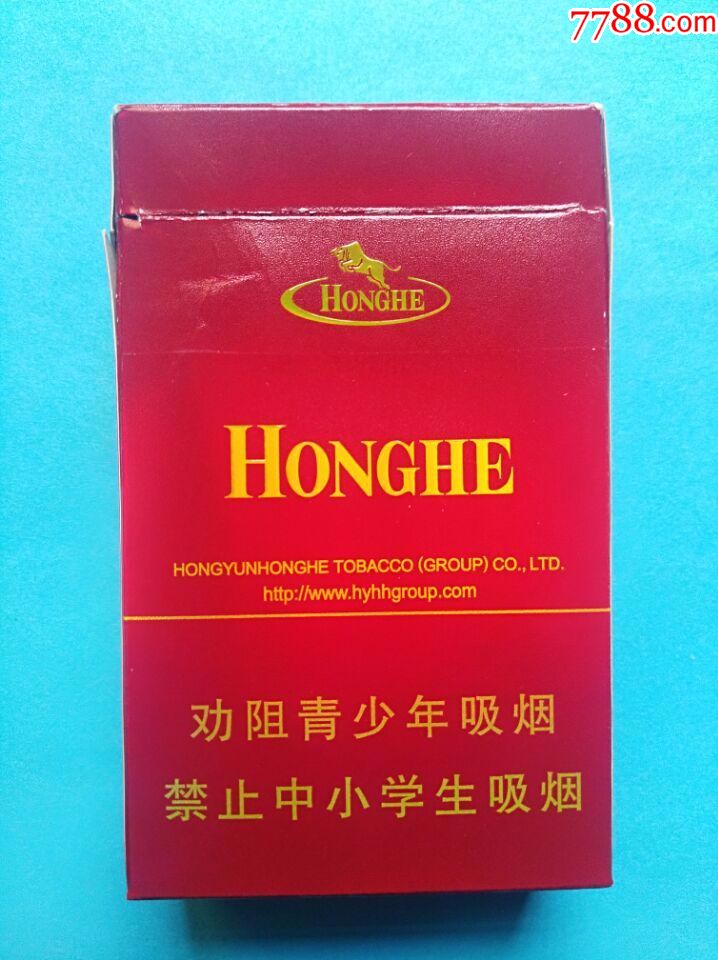 7788.com
HONGHE
HONGHE
HONGYUNHONGHE TOBACCO (GROUP) CO., LTD.
http://www.hyhhgroup.com
劝阻青少年吸烟
禁止中小学生吸烟